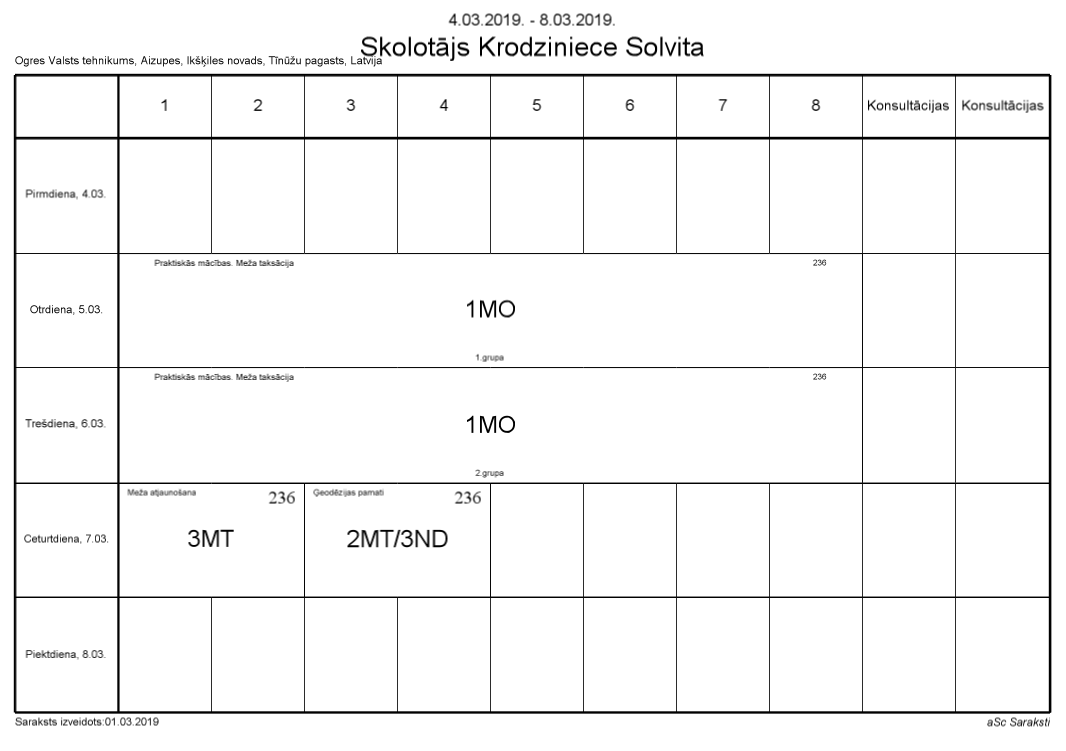 4.03.2019. - 8.03.2019.
Skolotājs Krodziniece Solvita
Ogres Valsts tehnikums, Aizupes, Ikšķiles novads, Tīnūžu pagasts, Latvija
1 2 3 4 5 6 7 8 Konsultācijas Konsultācijas
Pirmdiena, 4.03.
Praktiskās mācības. Meža taksācija 236
Otrdiena, 5.03. 1MO
1.grupa
Praktiskās mācības. Meža taksācija 236
Trešdiena, 6.03. 1MO
2.grupa
Meža atjaunošana 236 Ģeodēzijas pamati 236
Ceturtdiena, 7.03. 3MT 2MT/3ND
Piektdiena, 8.03.
Saraksts izveidots:01.03.2019 aSc Saraksti